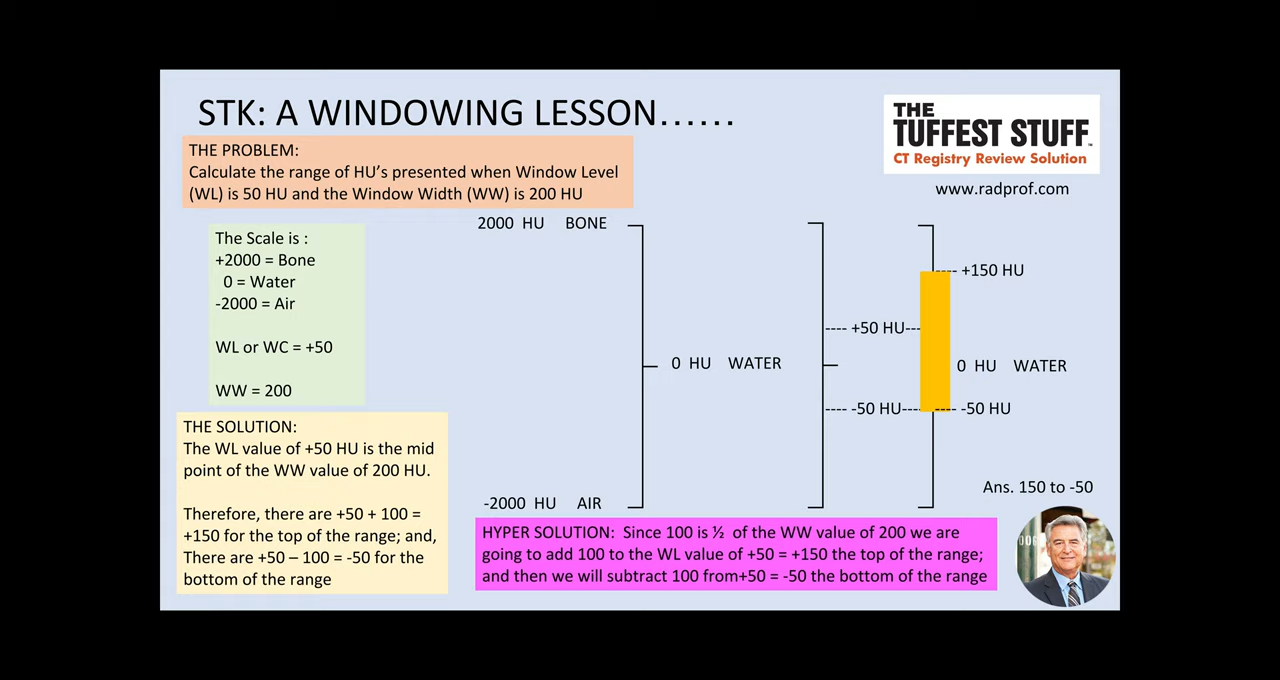 STK: A WINDOWING LESSON……
THE
TUFFEST STUFF™
CT Registry Review Solution
www.radprof.com
THE PROBLEM:
Calculate the range of HU's presented when Window Level
(WL) is 50 HU and the Window Width (WW) is 200 HU
The Scale is :
+2000 = Bone
0 = Water
-2000 = Air
WL or WC = +50
WW = 200
THE SOLUTION:
The WL value of +50 HU is the mid
point of the WW value of 200 HU.
Therefore, there are +50 + 100 =
+150 for the top of the range; and,
There are +50 – 100 = -50 for the
bottom of the range
2000 HU BONE
0 HU WATER
-2000 HU AIR
---- +50 HU---
---- -50 HU----
---- +150 HU
0 HU WATER
---- -50 HU
Ans. 150 to -50
HYPER SOLUTION: Since 100 is ½ of the WW value of 200 we are
going to add 100 to the WL value of +50 = +150 the top of the range;
and then we will subtract 100 from+50 = -50 the bottom of the range